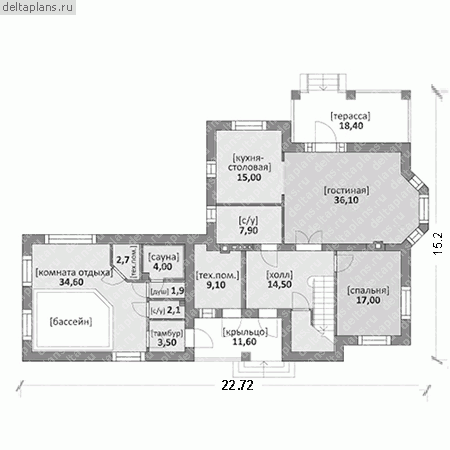 deltaplans.ru
[терасса]
18,40
[кухня-
столовая]
15,00
[гостиная]
36,10
[с/у]
7,90
15.2
2,7
[тех.пом.]
[сауна]
4,00
[комната отдыха]
34,60
[тех.пом.]
9,10
[холл]
14,50
[спальня]
17,00
[душ] 1,9
[с/у] 2,1
[бассейн]
[тамбур]
3,50
[крыльцо]
11,60
22.72